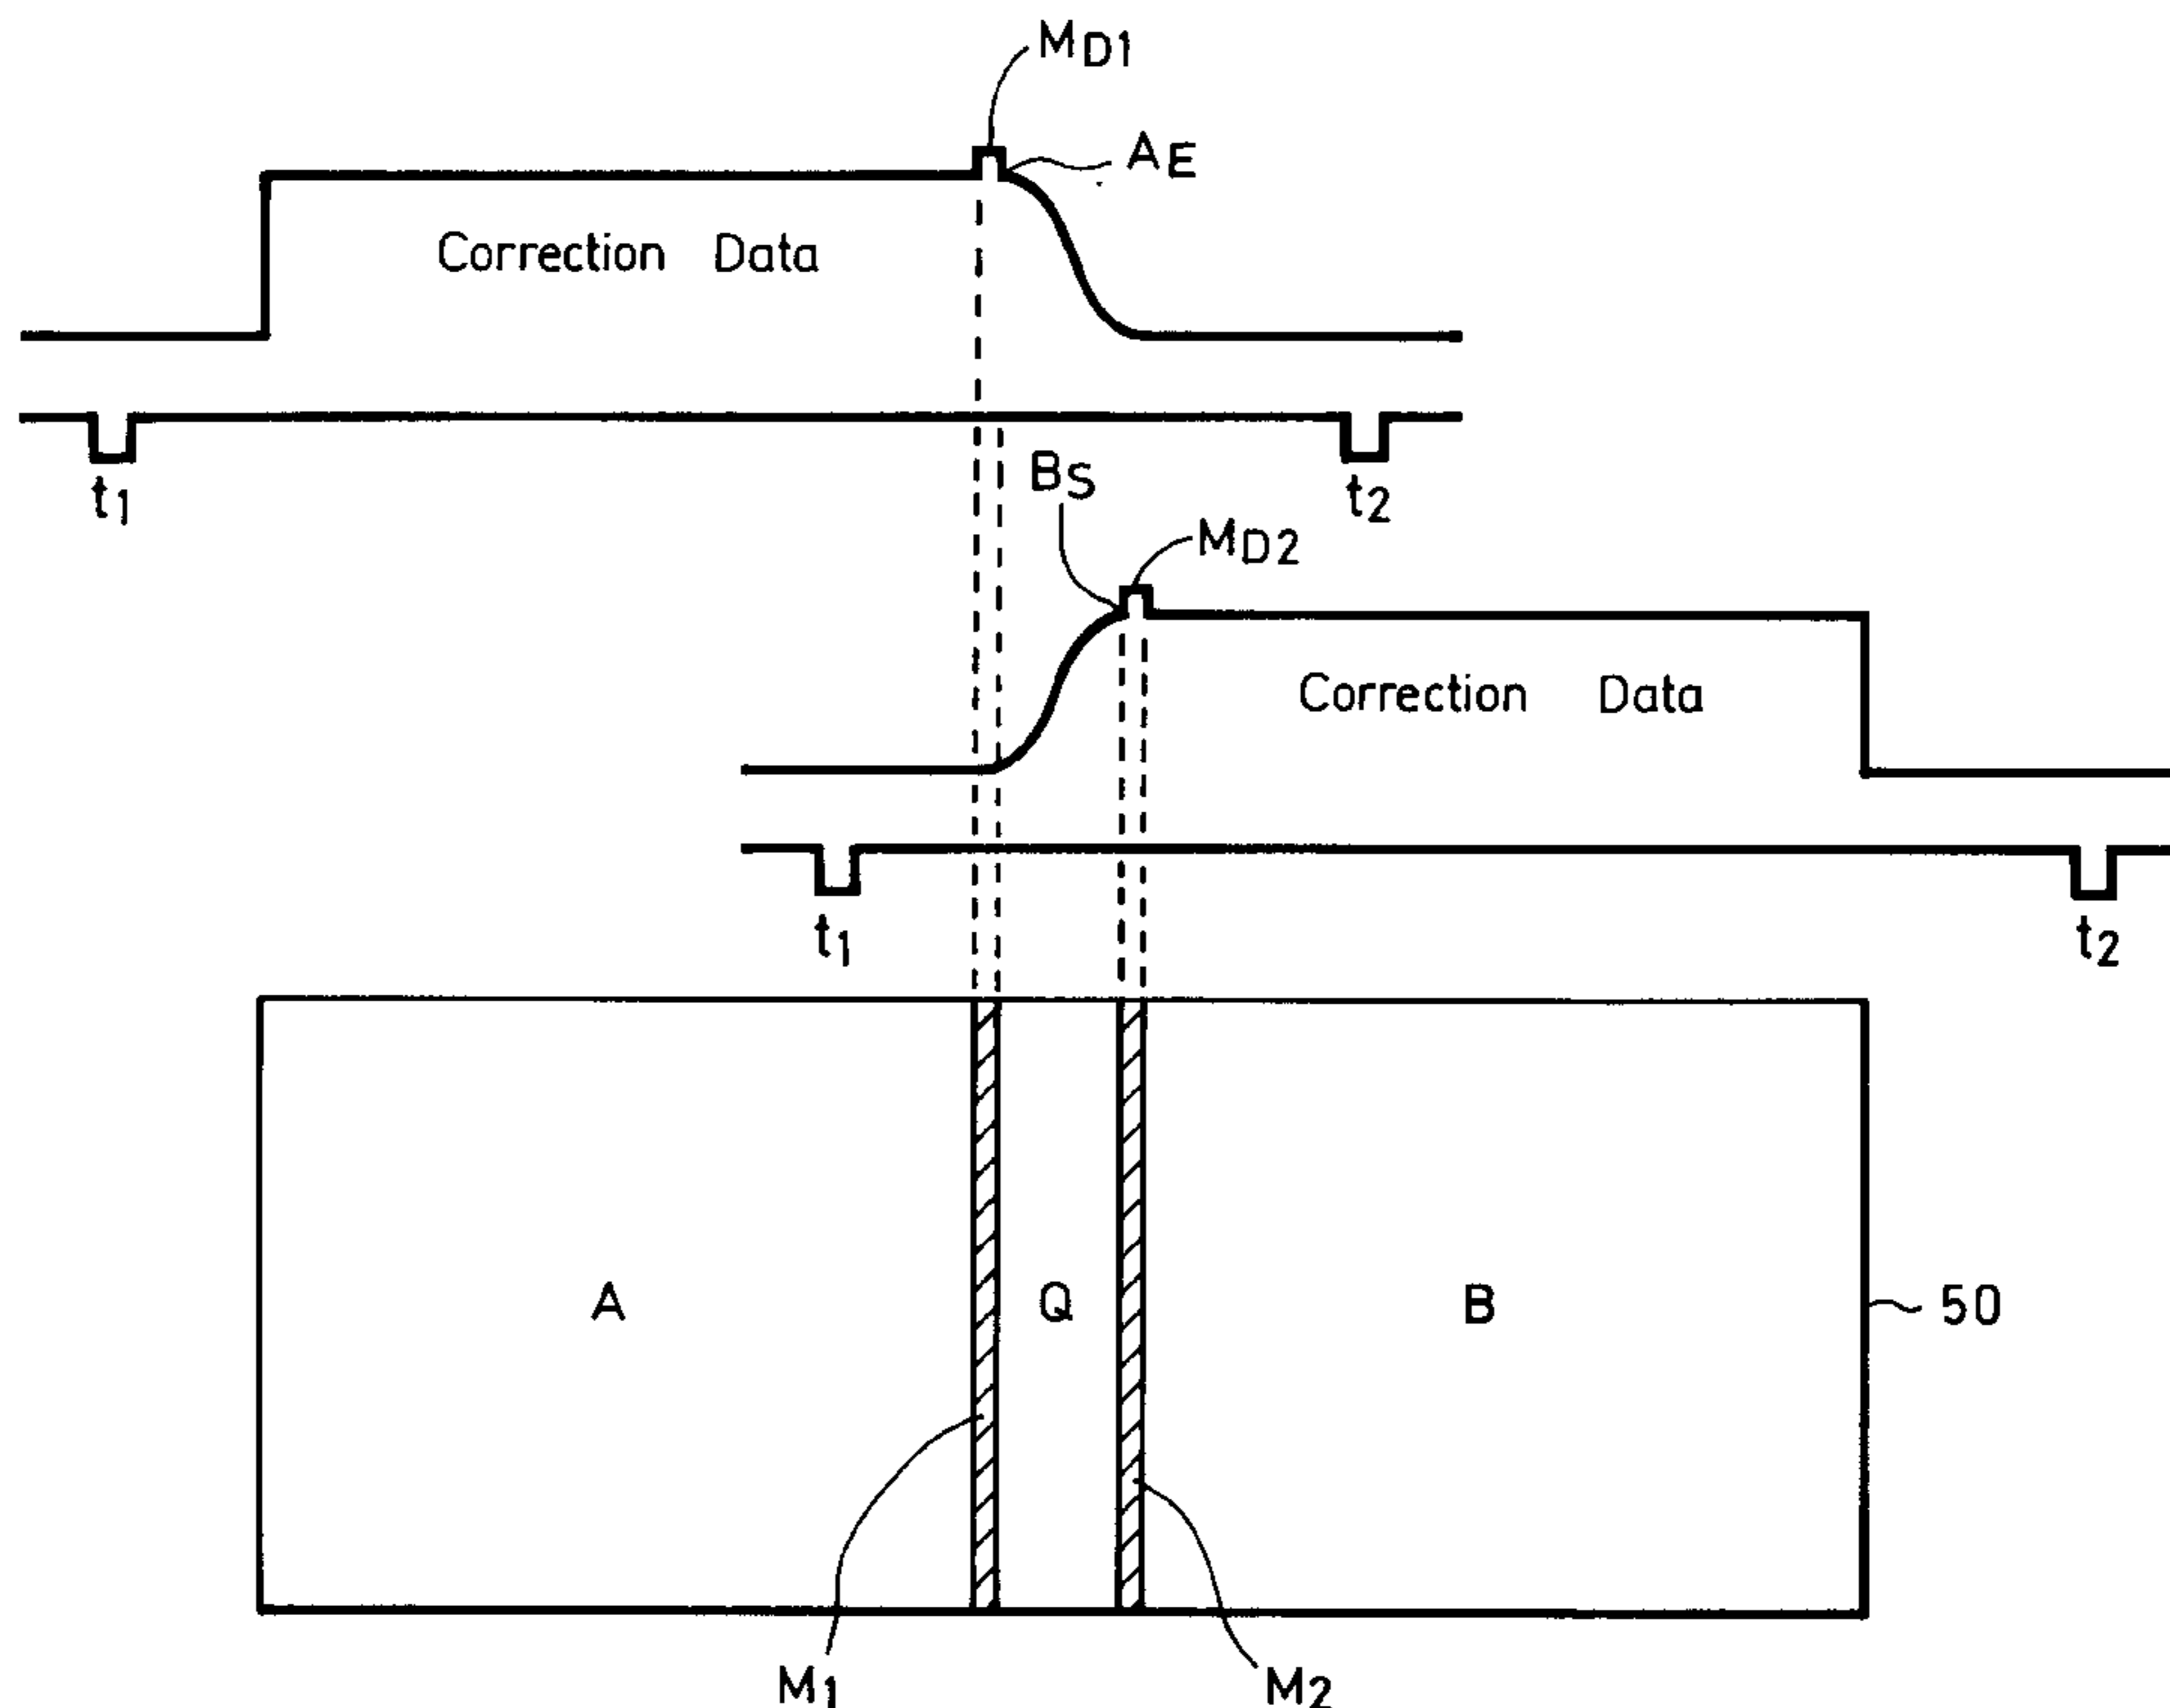 MD1
AE
Correction Data
t1
t2
BS
MD2
Correction Data
t1
t2
A
Q
B
50
M1
M2